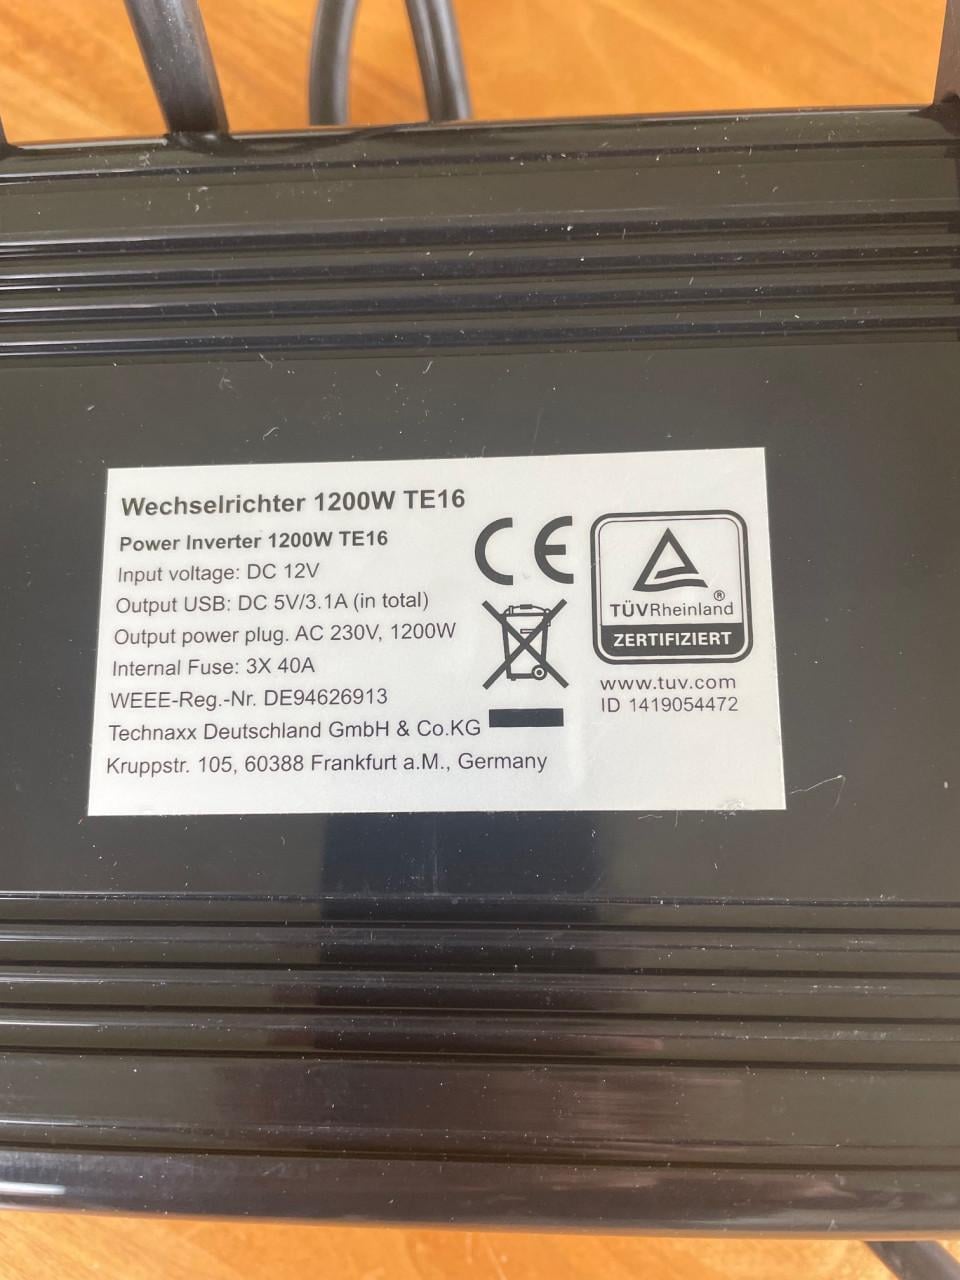 Wechselrichter 1200W TE16
Power Inverter 1200W TE16
Input voltage: DC 12V
Output USB: DC 5V/3.1A (in total)
Output power plug. AC 230V, 1200W
Internal Fuse: 3X 40A
WEEE-Reg.-Nr. DE94626913
Technaxx Deutschland GmbH & Co.KG
Kruppstr. 105, 60388 Frankfurt a.M., Germany
CE
TÜVRheinland ®
ZERTIFIZIERT
www.tuv.com
ID 1419054472